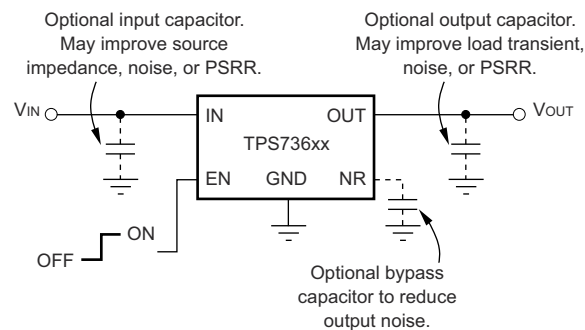 Optional input capacitor.
May improve source
impedance, noise, or PSRR.
Optional output capacitor.
May improve load transient,
noise, or PSRR.
VIN
IN
OUT
VOUT
TPS736xx
EN
GND
NR
ON
OFF
Optional bypass
capacitor to reduce
output noise.